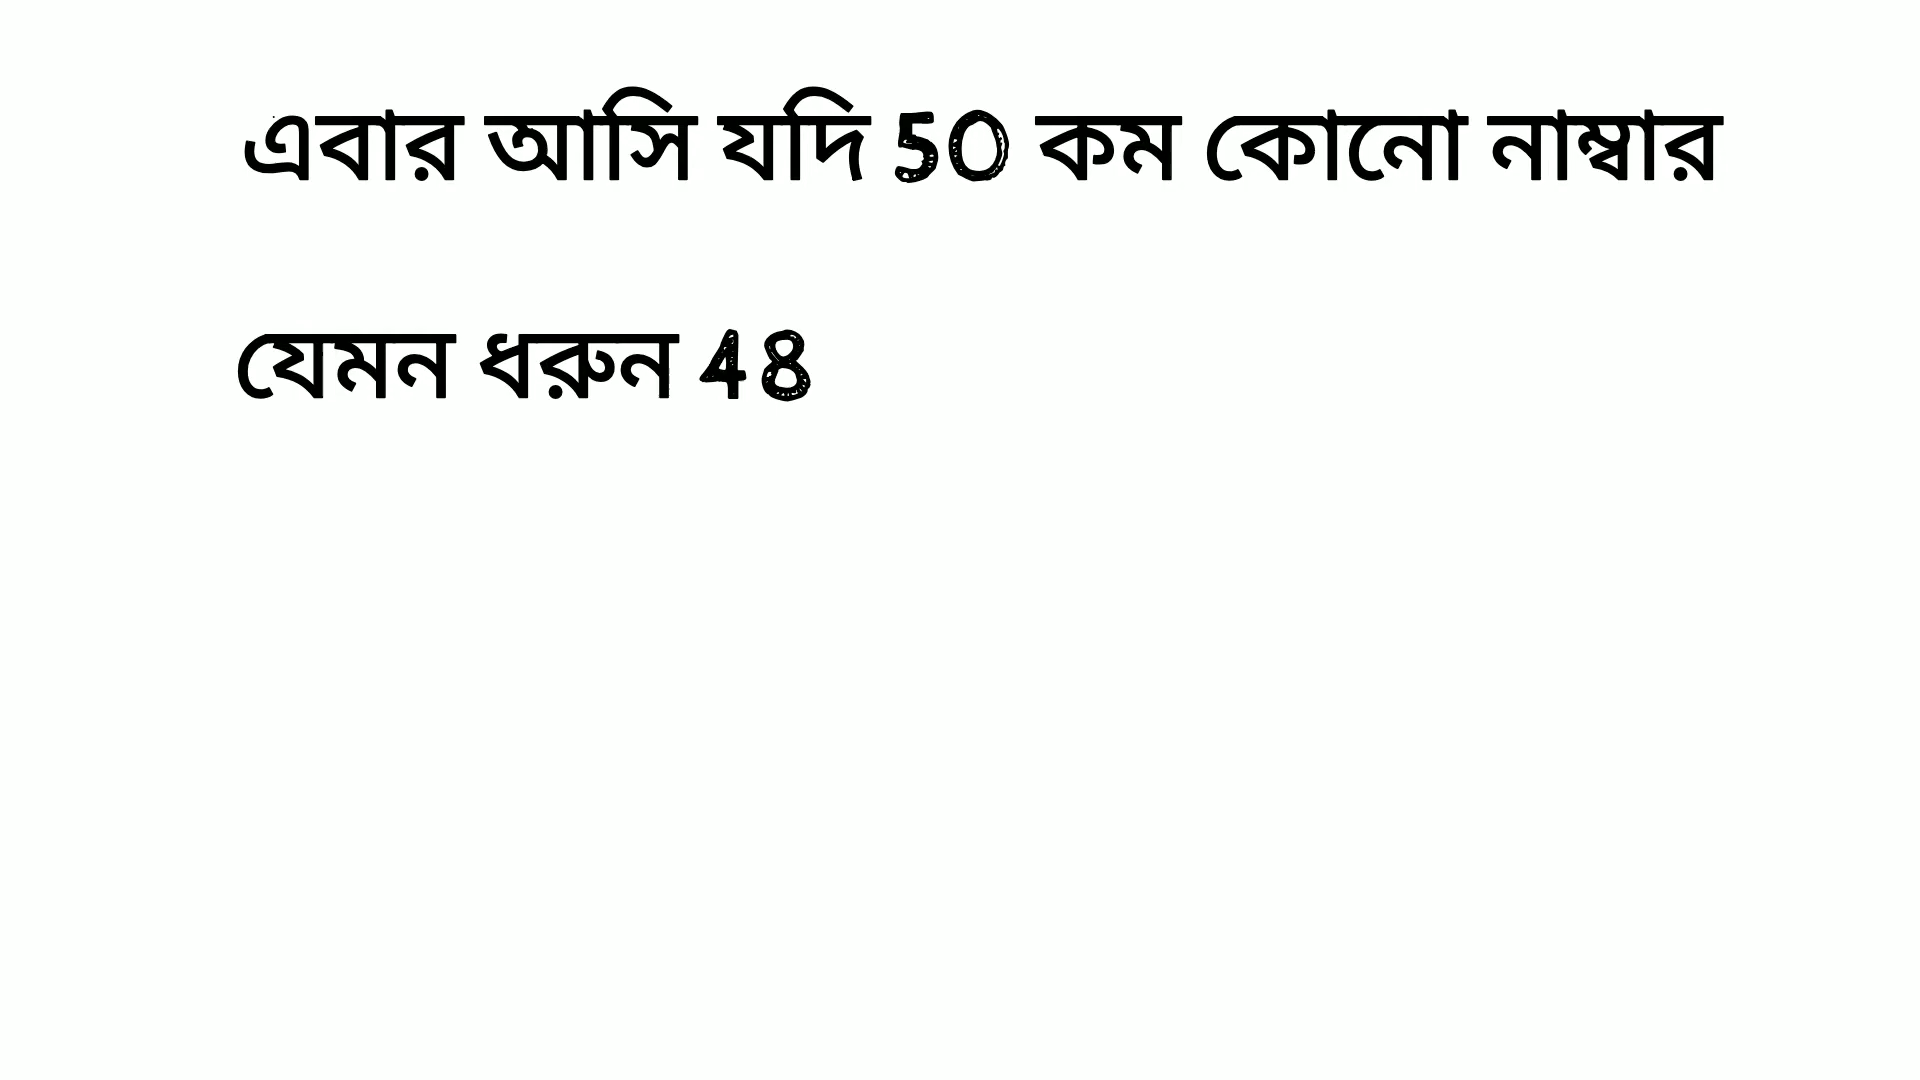 এবার আসি যদি 50 কম কোনো নাম্বার
যেমন ধরুন 48